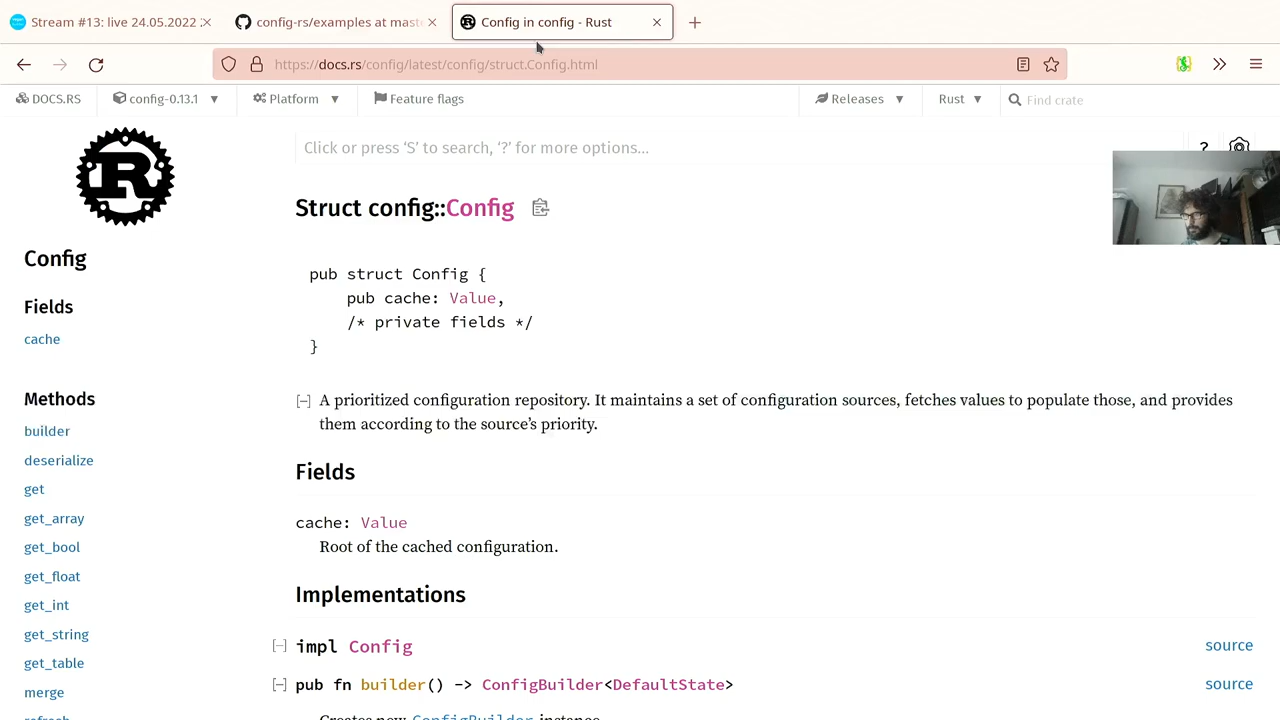 Stream #13: live 24.05.2022
config-rs/examples at mast
Config in config - Rust
https://docs.rs/config/latest/config/struct.Config.html
DOCS.RS
config-0.13.1
Platform
Feature flags
Releases
Rust
Find crate
Click or press ‘S’ to search, ‘?’ for more options…
?
Struct config::Config
Config
pub struct Config {
pub cache: Value,
/* private fields */
}
Fields
cache
Methods
builder
deserialize
get
get_array
get_bool
get_float
get_int
get_string
get_table
merge
refresh
[−] A prioritized configuration repository. It maintains a set of configuration sources, fetches values to populate those, and provides
them according to the source’s priority.
Fields
cache: Value
Root of the cached configuration.
Implementations
[−] impl Config
source
[−] pub fn builder() -> ConfigBuilder<DefaultState>
source
Creates new ConfigBuilder instance